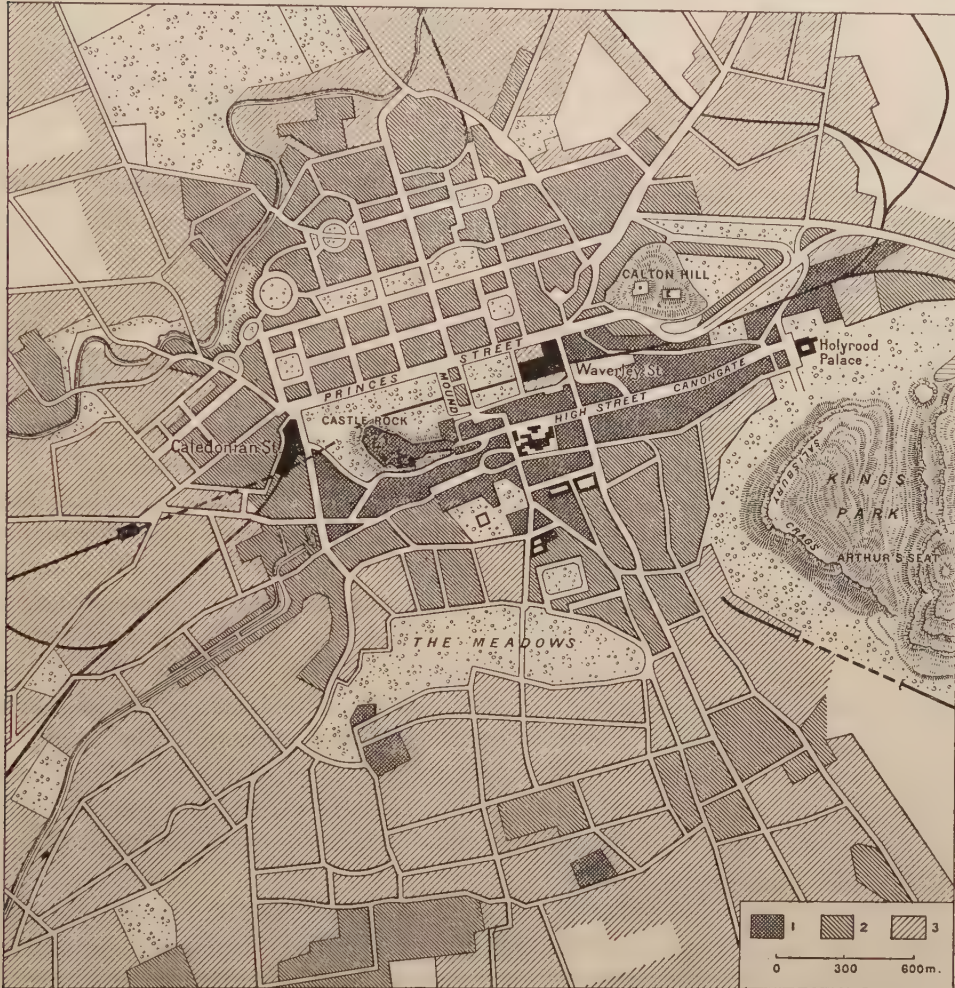 CALTON HILL
PRINCES STREET
Waverley St.
Holyrood
Palace
MOUND
HIGH STREET
CANONGATE
CASTLE ROCK
Caledonian St.
SALISBURY
CRAGS
KINGS
PARK
ARTHUR'S SEAT
THE MEADOWS
1 2 3
0 300 600m.